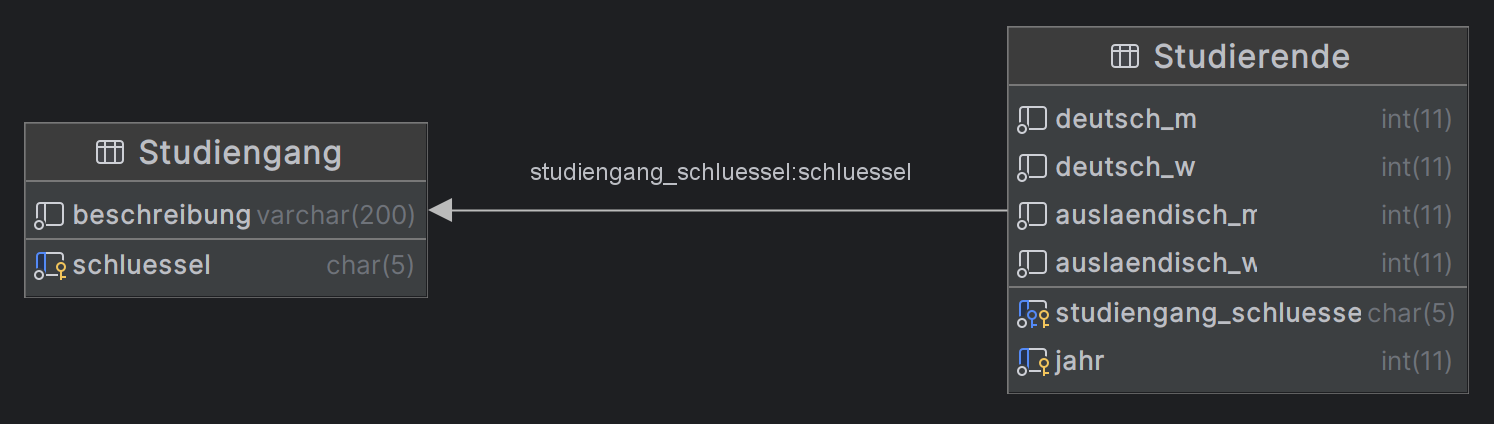 Studiengang
beschreibung varchar(200)
schluessel char(5)
studiengang_schluessel:schluessel
Studierende
deutsch_m int(11)
deutsch_w int(11)
auslaendisch_m int(11)
auslaendisch_w int(11)
studiengang_schluesse char(5)
jahr int(11)